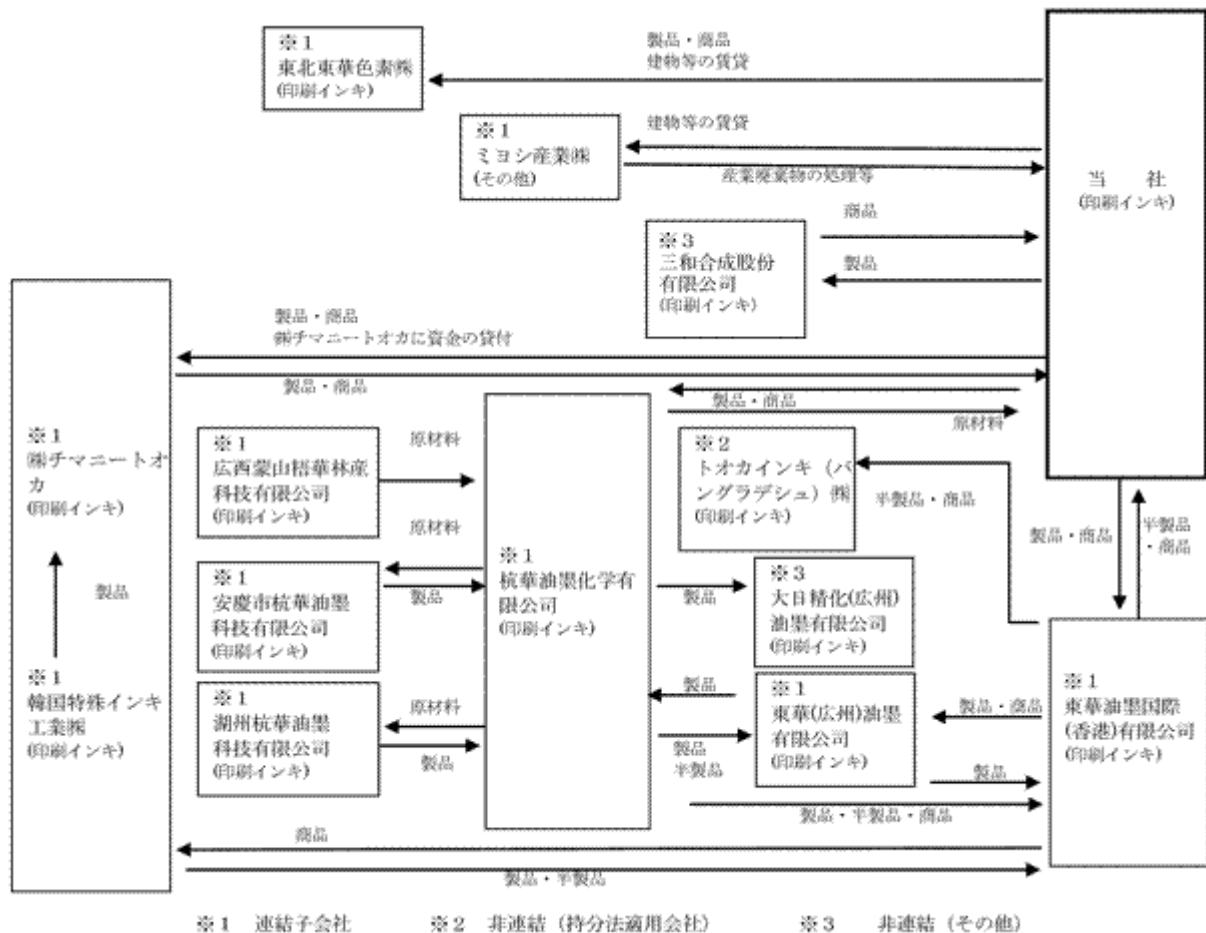 ※1
東北東華色素㈱
(印刷インキ)
製品・商品
建物等の賃貸
※1
ミヨシ産業㈱
(その他)
建物等の賃貸
産業廃棄物の処理等
当 社
(印刷インキ)
※3
三和合成股份
有限公司
(印刷インキ)
商品
製品
製品・商品
㈱チマニートオカに資金の貸付
製品・商品
製品・商品
原材料
※1
㈱チマニートオ
カ
(印刷インキ)
製品
※1
韓国特殊インキ
工業㈱
(印刷インキ)
※1
広西蒙山梧華林産
科技有限公司
(印刷インキ)
原材料
原材料
※1
安慶市杭華油墨
科技有限公司
(印刷インキ)
製品
※1
湖州杭華油墨
科技有限公司
(印刷インキ)
原材料
製品
※1
杭華油墨化学有
限公司
(印刷インキ)
※2
トオカインキ（バ
ングラデシュ）㈱
(印刷インキ)
半製品・商品
製品・商品
半製品
・商品
製品
※3
大日精化(広州)
油墨有限公司
(印刷インキ)
製品
製品
半製品
※1
東華(広州)油墨
有限公司
(印刷インキ)
製品・商品
製品
※1
東華油墨国際
(香港)有限公司
(印刷インキ)
製品・半製品・商品
商品
製品・半製品
※1 連結子会社 ※2 非連結（持分法適用会社） ※3 非連結（その他）